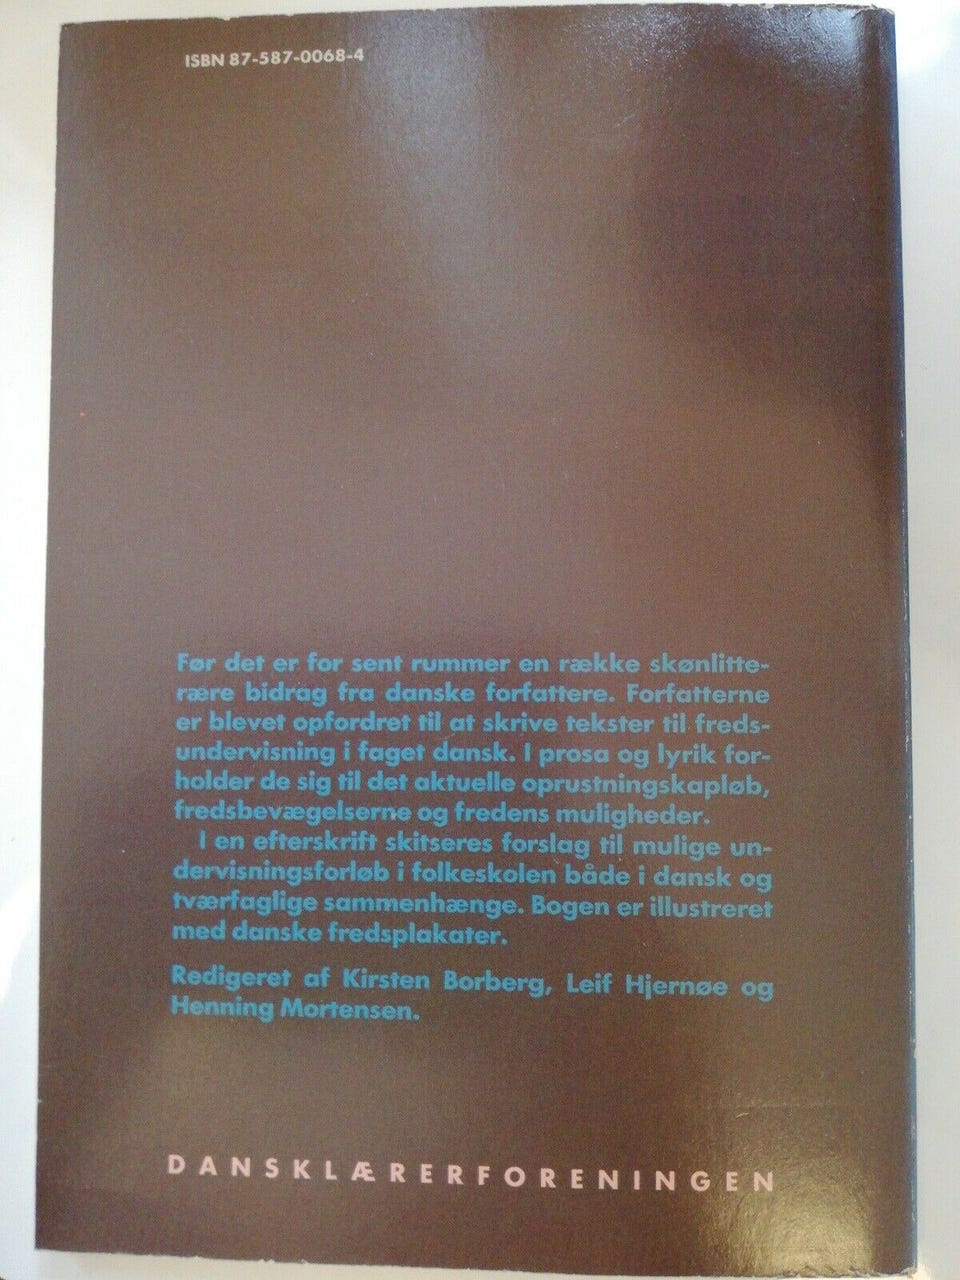 ISBN 87-587-0068-4
Før det er for sent rummer en række skønlitte-
rære bidrag fra danske forfattere. Forfatterne
er blevet opfordret til at skrive tekster til freds-
undervisning i faget dansk. I prosa og lyrik for-
holder de sig til det aktuelle oprustningskapløb,
fredsbevægelserne og fredens muligheder.
I en efterskrift skitseres forslag til mulige un-
dervisningsforløb i folkeskolen både i dansk og
tværfaglige sammenhænge. Bogen er illustreret
med danske fredsplakater.
Redigeret af Kirsten Borberg, Leif Hjernøe og
Henning Mortensen.
DANSKLÆRERFORENINGEN